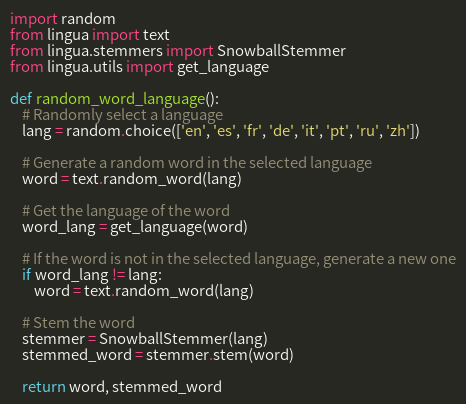 import random
from lingua import text
from lingua.stemmers import SnowballStemmer
from lingua.utils import get_language

def random_word_language():
    # Randomly select a language
    lang = random.choice(['en', 'es', 'fr', 'de', 'it', 'pt', 'ru', 'zh'])

    # Generate a random word in the selected language
    word = text.random_word(lang)

    # Get the language of the word
    word_lang = get_language(word)

    # If the word is not in the selected language, generate a new one
    if word_lang != lang:
        word = text.random_word(lang)

    # Stem the word
    stemmer = SnowballStemmer(lang)
    stemmed_word = stemmer.stem(word)

    return word, stemmed_word